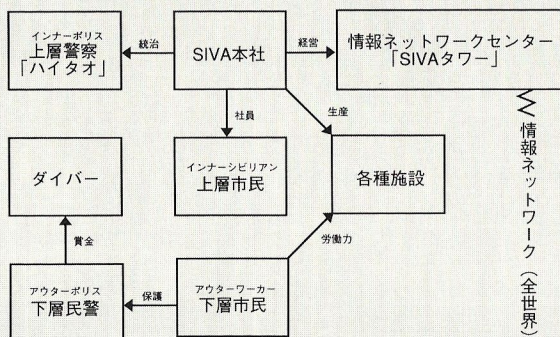 インナーポリス
上層警察
「ハイタオ」
統治
SIVA本社
経営
情報ネットワークセンター
「SIVAタワー」
社員
生産
ダイバー
インナーシビリアン
上層市民
各種施設
情報ネットワーク(全世界)
賞金
労働力
アウターポリス
下層民警
保護
アウターワーカー
下層市民